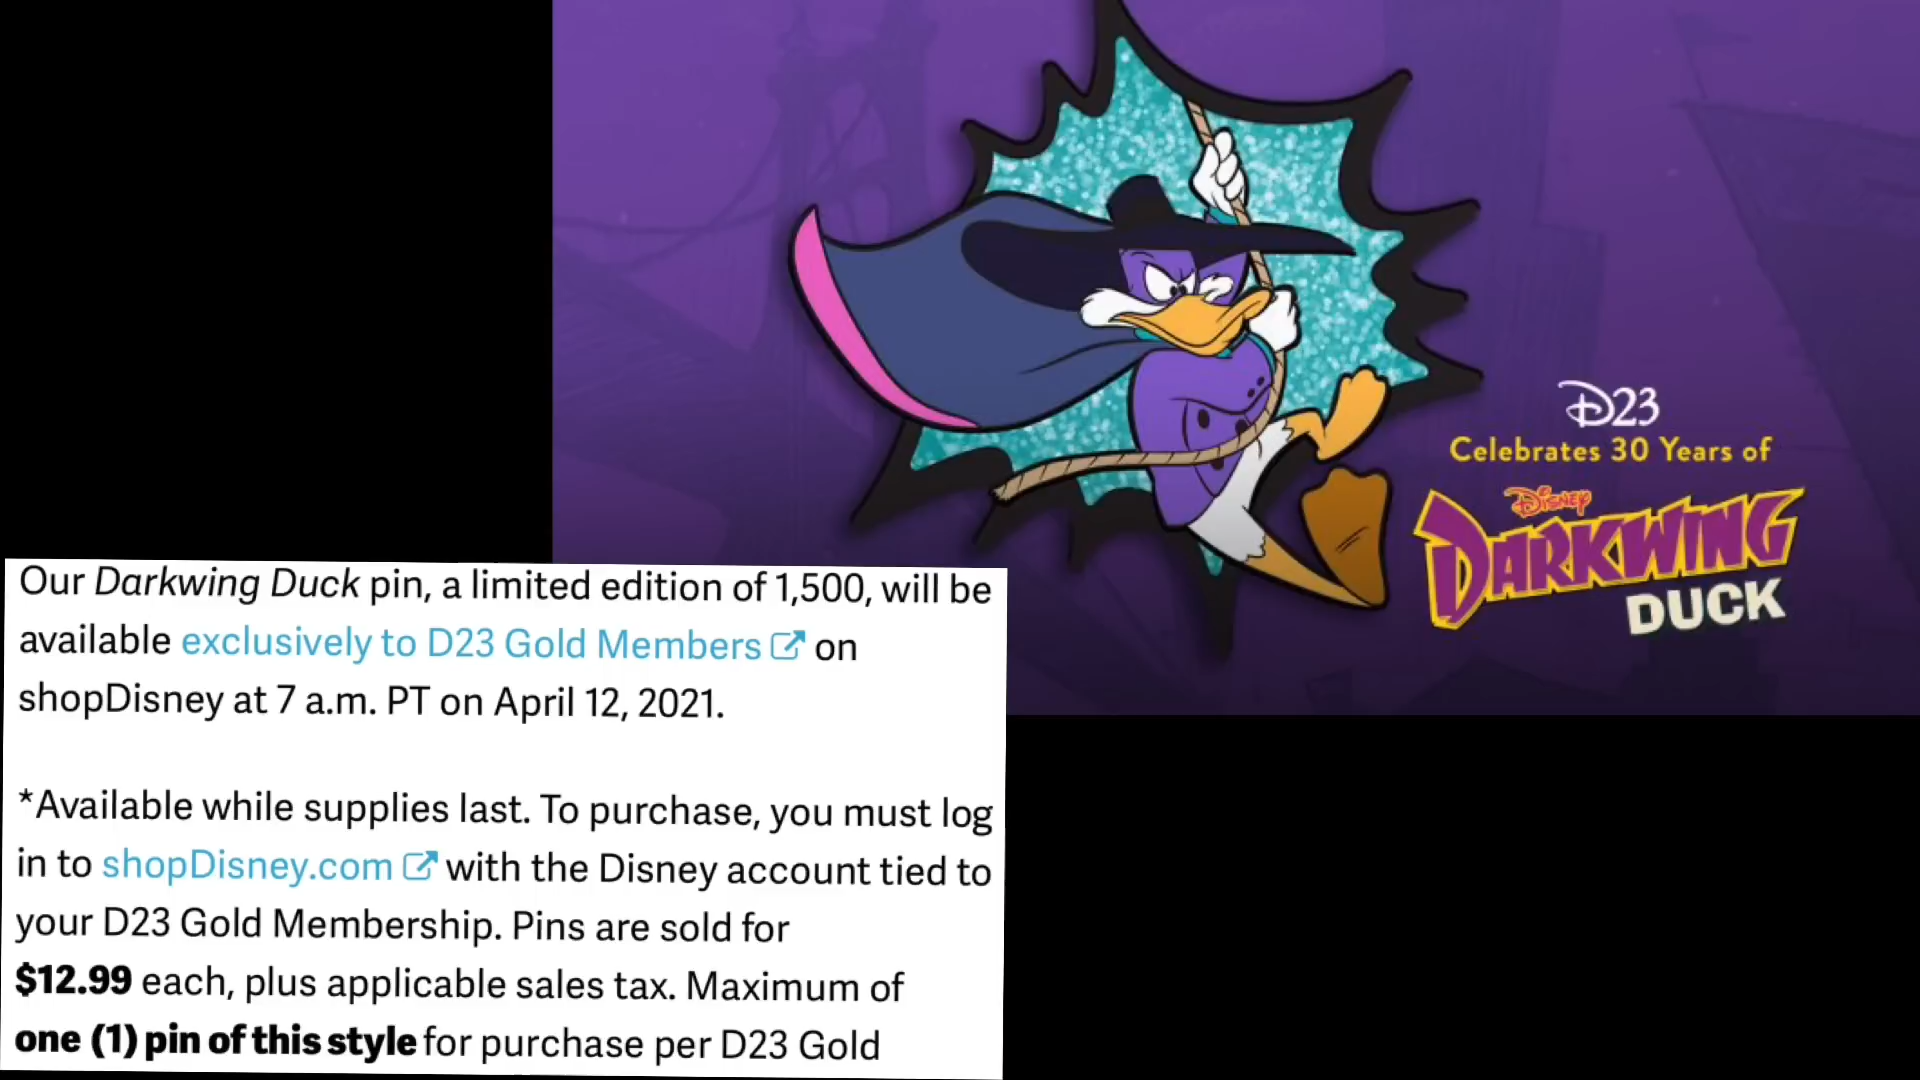 D23
Celebrates 30 Years of
Disney
DARKWING
DUCK
Our Darkwing Duck pin, a limited edition of 1,500, will be
available exclusively to D23 Gold Members on
shopDisney at 7 a.m. PT on April 12, 2021.
*Available while supplies last. To purchase, you must log
in to shopDisney.com with the Disney account tied to
your D23 Gold Membership. Pins are sold for
$12.99 each, plus applicable sales tax. Maximum of
one (1) pin of this style for purchase per D23 Gold